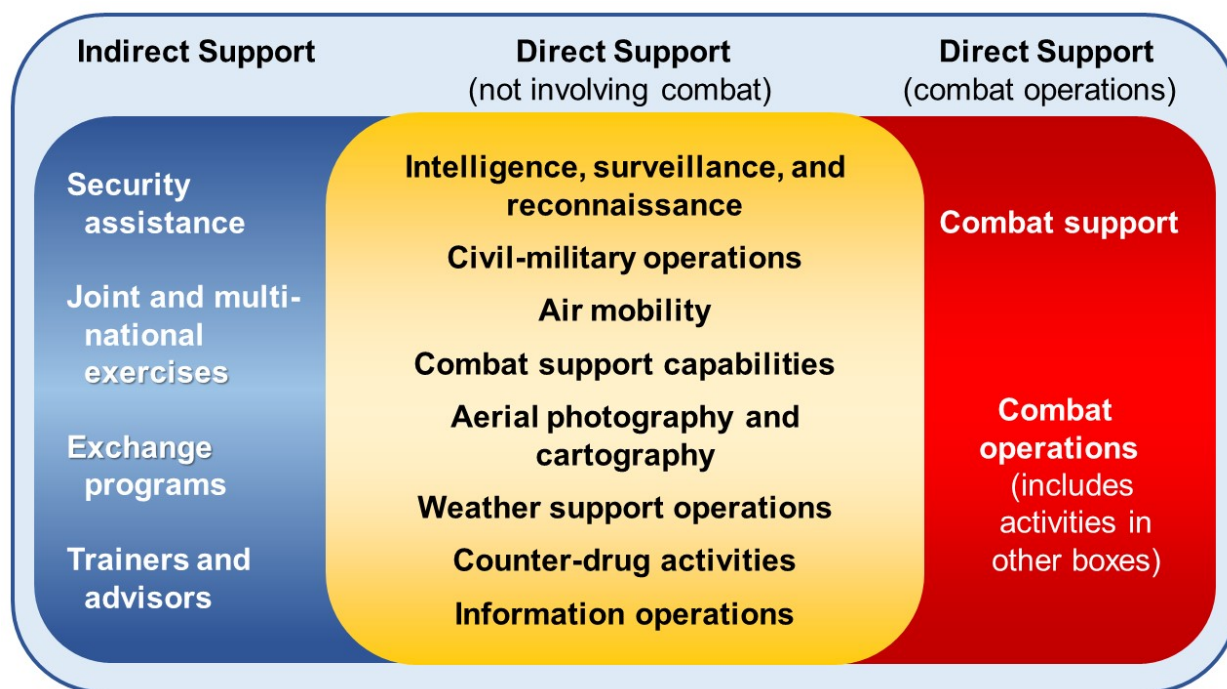 Indirect Support
Direct Support
(not involving combat)
Direct Support
(combat operations)
Security
assistance
Joint and multi-
national
exercises
Exchange
programs
Trainers and
advisors
Intelligence, surveillance, and
reconnaissance
Civil-military operations
Air mobility
Combat support capabilities
Aerial photography and
cartography
Weather support operations
Counter-drug activities
Information operations
Combat support
Combat
operations
(includes
activities in
other boxes)